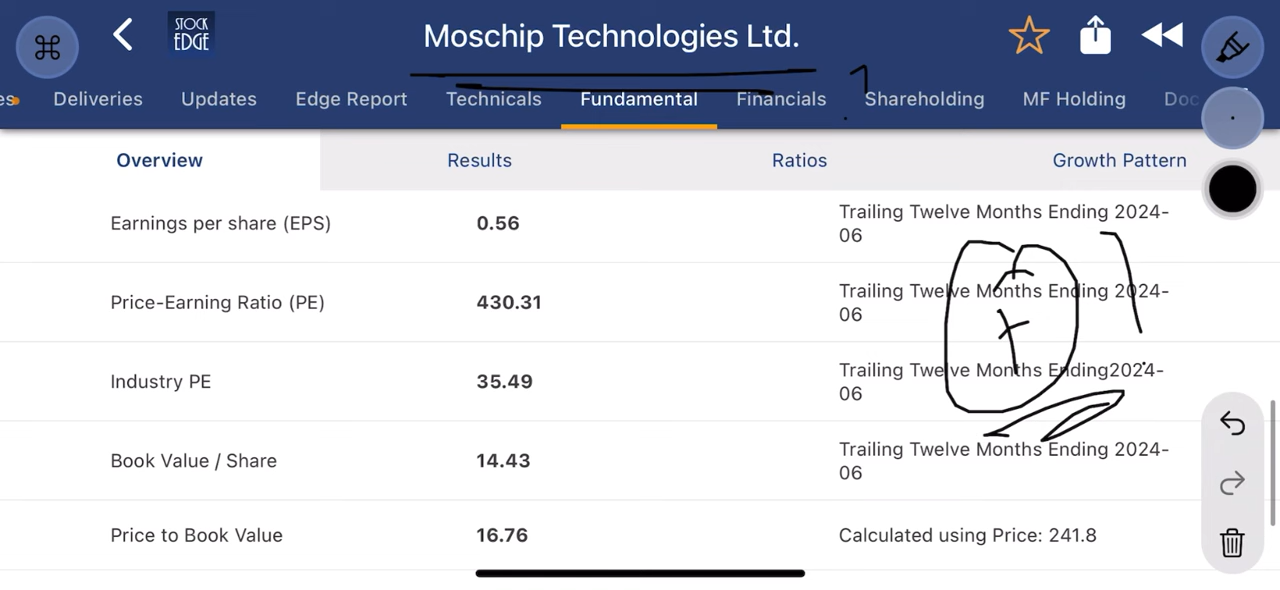 STOCK
EDGE
Moschip Technologies Ltd.
Deliveries Updates Edge Report Technicals Fundamental Financials Shareholding MF Holding
Overview Results Ratios Growth Pattern
Earnings per share (EPS) 0.56 Trailing Twelve Months Ending 2024-
06
Price-Earning Ratio (PE) 430.31 Trailing Twelve Months Ending 2024-
06
Industry PE 35.49 Trailing Twelve Months Ending2024-
06
Book Value / Share 14.43 Trailing Twelve Months Ending 2024-
06
Price to Book Value 16.76 Calculated using Price: 241.8